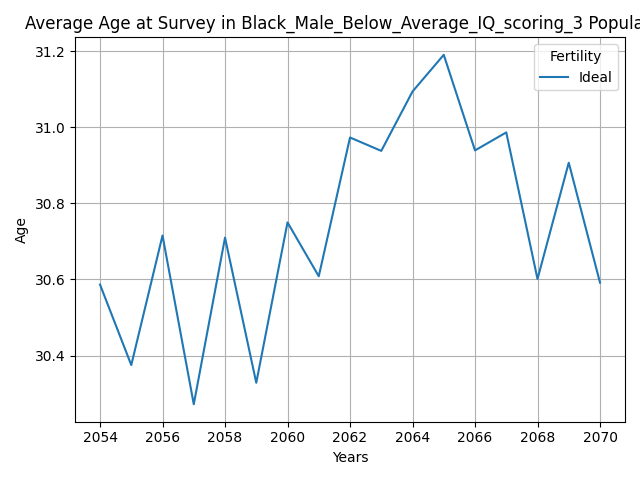 Average Age at Survey in Black_Male_Below_Average_IQ_scoring_3 Popula
Fertility
Ideal
31.2
31.0
30.8
30.6
30.4
Age
2054 2056 2058 2060 2062 2064 2066 2068 2070
Years